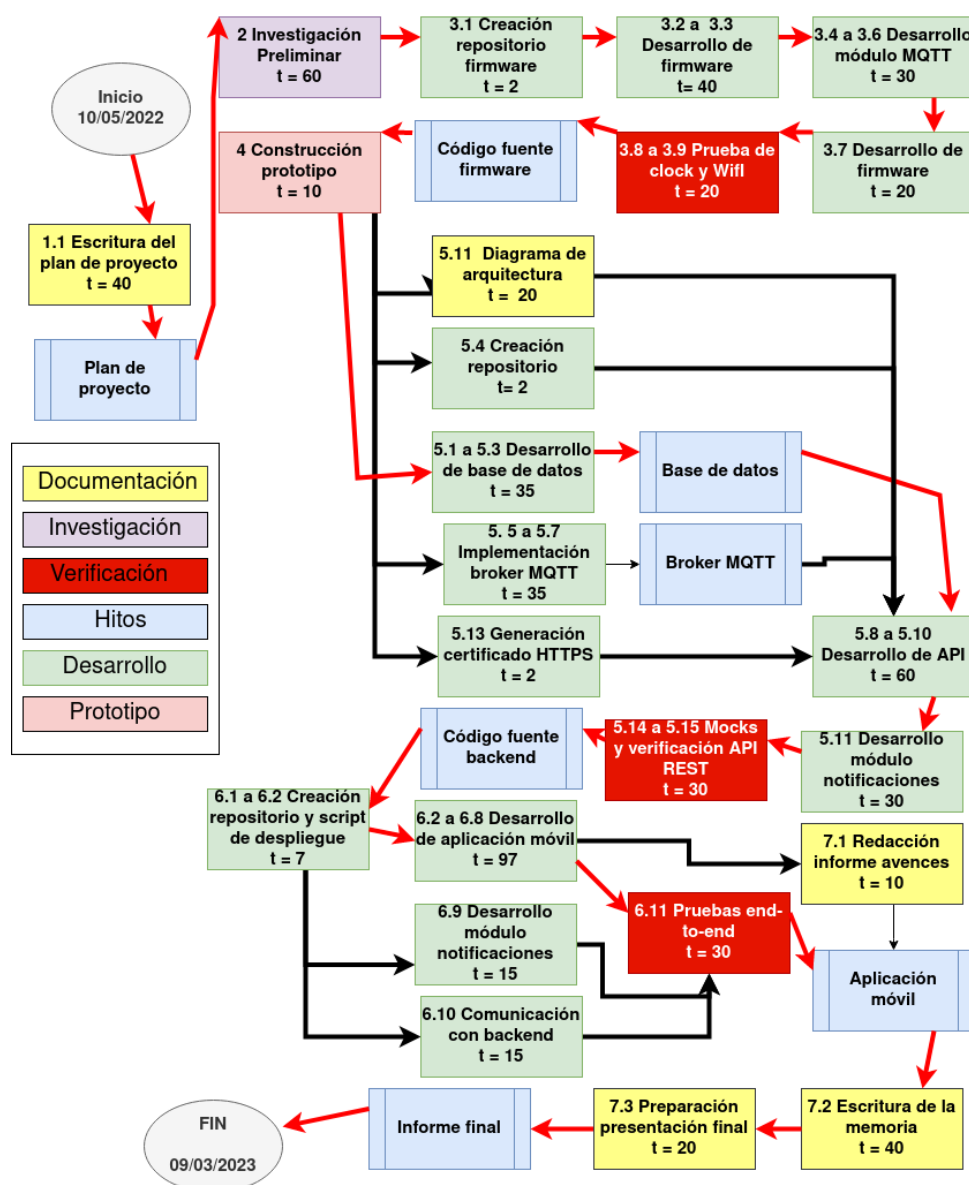 Inicio
10/05/2022
1.1 Escritura del
plan de proyecto
t = 40
Plan de
proyecto
2 Investigación
Preliminar
t = 60
3.1 Creación
repositorio
firmware
t = 2
3.2 a  3.3
Desarrollo de
firmware
t= 40
3.4 a 3.6 Desarrollo
módulo MQTT
t = 30
3.7 Desarrollo de
firmware
t = 20
3.8 a 3.9 Prueba de
clock y WifI
t = 20
Código fuente
firmware
4 Construcción
prototipo
t = 10
5.11  Diagrama de
arquitectura
t =  20
5.4 Creación
repositorio
t= 2
5.1 a 5.3 Desarrollo
de base de datos
t = 35
Base de datos
5. 5 a 5.7
Implementación
broker MQTT
t = 35
Broker MQTT
5.13 Generación
certificado HTTPS
t = 2
5.8 a 5.10
Desarrollo de API
t = 60
Documentación
Investigación
Verificación
Hitos
Desarrollo
Prototipo
5.11 Desarrollo
módulo
notificaciones
t = 30
5.14 a 5.15 Mocks
y verificación API
REST
t = 30
Código fuente
backend
6.1 a 6.2 Creación
repositorio y script
de despliegue
t = 7
6.2 a 6.8 Desarrollo
de aplicación móvil
t = 97
7.1 Redacción
informe avences
t = 10
6.9 Desarrollo
módulo
notificaciones
t = 15
6.11 Pruebas end-
to-end
t = 30
6.10 Comunicación
con backend
t = 15
Aplicación
móvil
7.2 Escritura de la
memoria
t = 40
7.3 Preparación
presentación final
t = 20
Informe final
FIN
09/03/2023